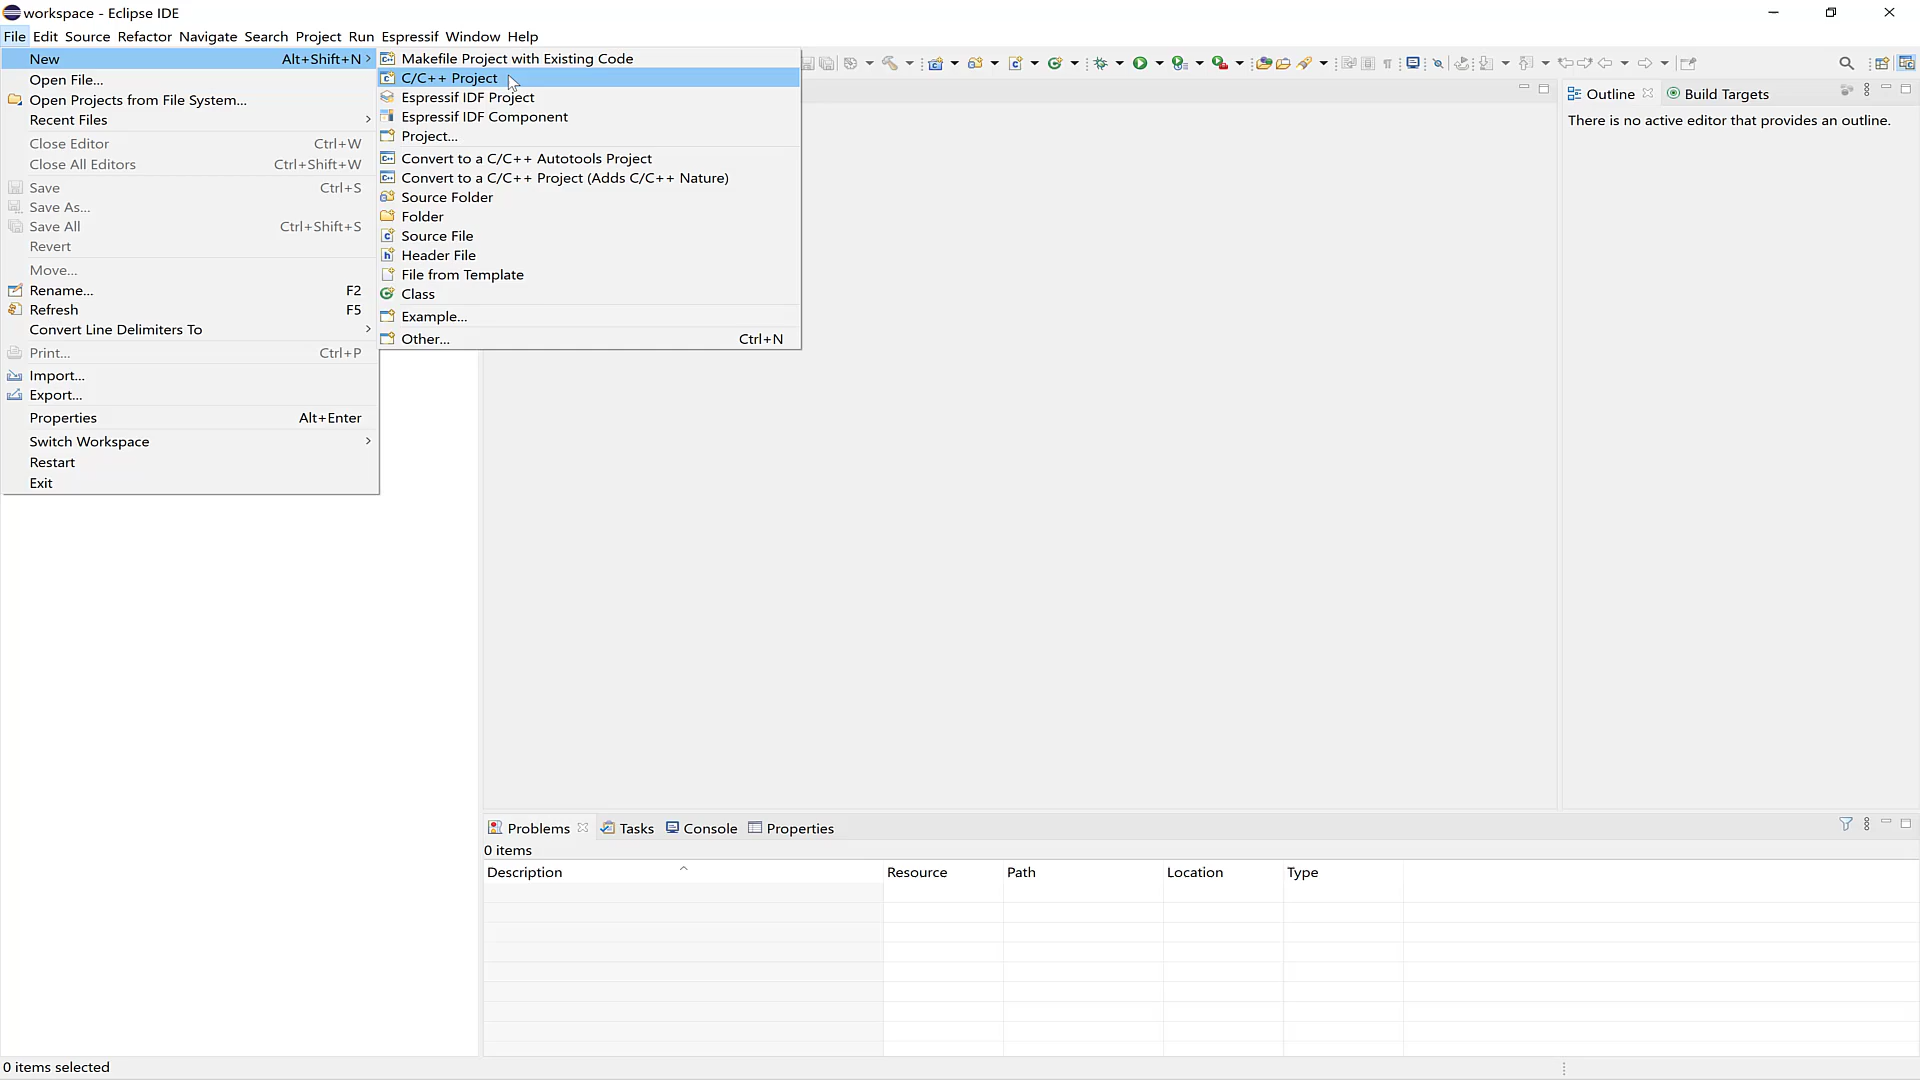 workspace - Eclipse IDE
File Edit Source Refactor Navigate Search Project Run Espressif Window Help
New Alt+Shift+N
Open File...
Open Projects from File System...
Recent Files
Close Editor Ctrl+W
Close All Editors Ctrl+Shift+W
Save Ctrl+S
Save As...
Save All Ctrl+Shift+S
Revert
Move...
Rename... F2
Refresh F5
Convert Line Delimiters To
Print... Ctrl+P
Import...
Export...
Properties Alt+Enter
Switch Workspace
Restart
Exit
Makefile Project with Existing Code
C/C++ Project
Espressif IDF Project
Espressif IDF Component
Project...
Convert to a C/C++ Autotools Project
Convert to a C/C++ Project (Adds C/C++ Nature)
Source Folder
Folder
Source File
Header File
File from Template
Class
Example...
Other... Ctrl+N
Outline Build Targets
There is no active editor that provides an outline.
Problems Tasks Console Properties
0 items
Description Resource Path Location Type
0 items selected